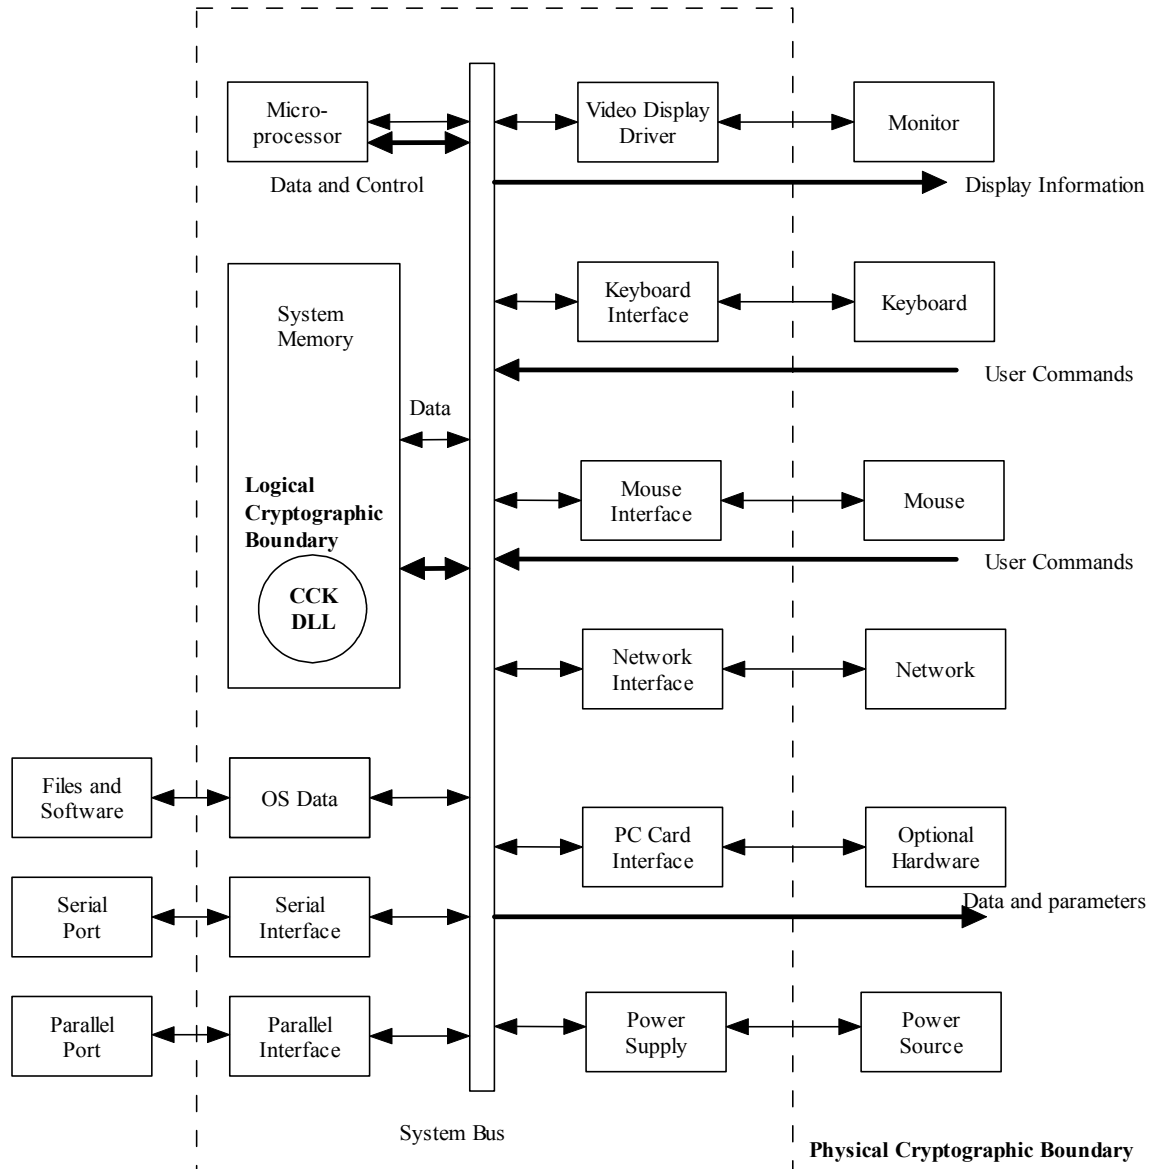 Micro-
processor
Video Display
Driver
Monitor
Data and Control
Display Information
System
Memory
Keyboard
Interface
Keyboard
User Commands
Data
Logical
Cryptographic
Boundary
Mouse
Interface
Mouse
User Commands
CCK
DLL
Network
Interface
Network
Files and
Software
OS Data
PC Card
Interface
Optional
Hardware
Serial
Port
Serial
Interface
Data and parameters
Parallel
Port
Parallel
Interface
Power
Supply
Power
Source
System Bus
Physical Cryptographic Boundary